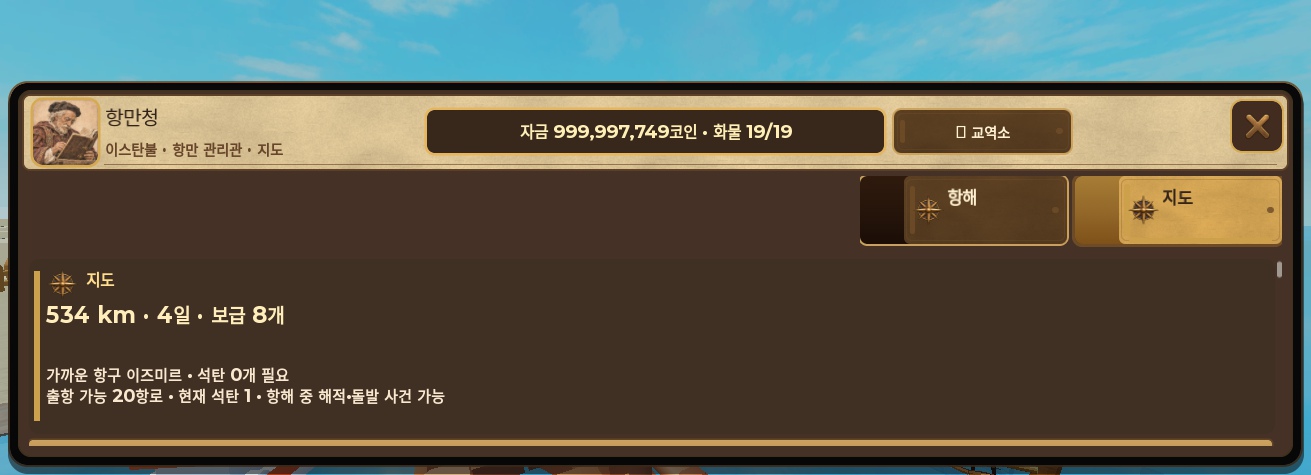 항만청
이스탄불 • 항만 관리관 • 지도
자금 999,997,749코인 • 화물 19/19
교역소
항해
지도
지도
534 km • 4일 • 보급 8개
가까운 항구 이즈미르 • 석탄 0개 필요
출항 가능 20항로 • 현재 석탄 1 • 항해 중 해적•돌발 사건 가능